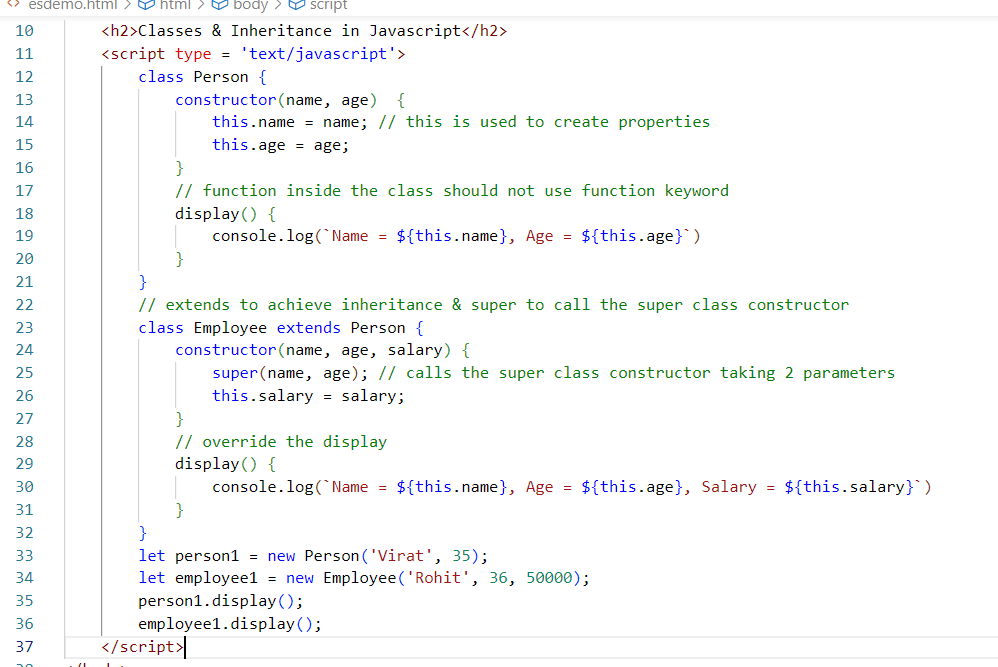 esdemo.html > html > body > script
10 <h2>Classes & Inheritance in Javascript</h2>
11 <script type = 'text/javascript'>
12 class Person {
13 constructor(name, age)  {
14 this.name = name; // this is used to create properties
15 this.age = age;
16 }
17 // function inside the class should not use function keyword
18 display() {
19 console.log(`Name = ${this.name}, Age = ${this.age}`)
20 }
21 }
22 // extends to achieve inheritance & super to call the super class constructor
23 class Employee extends Person {
24 constructor(name, age, salary) {
25 super(name, age); // calls the super class constructor taking 2 parameters
26 this.salary = salary;
27 }
28 // override the display
29 display() {
30 console.log(`Name = ${this.name}, Age = ${this.age}, Salary = ${this.salary}`)
31 }
32 }
33 let person1 = new Person('Virat', 35);
34 let employee1 = new Employee('Rohit', 36, 50000);
35 person1.display();
36 employee1.display();
37 </script>